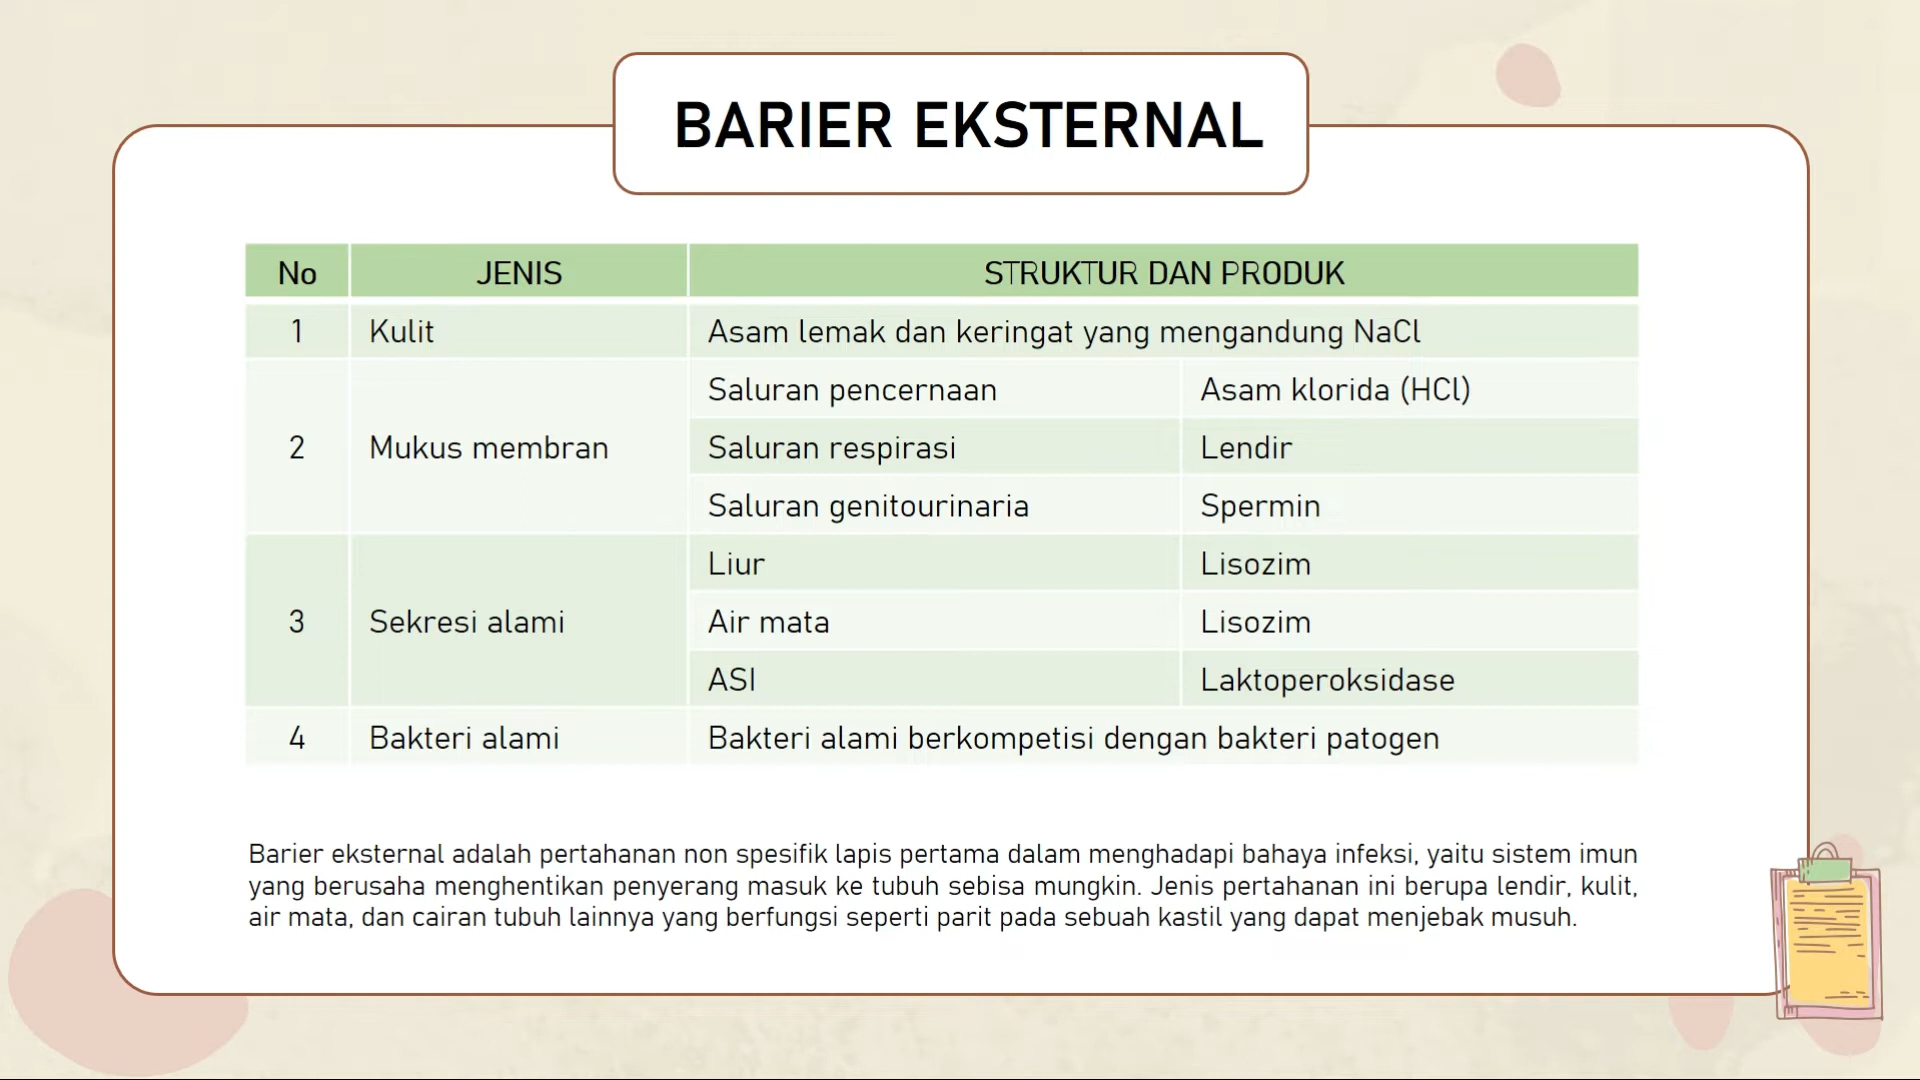 BARIER EKSTERNAL
No JENIS STRUKTUR DAN PRODUK
1 Kulit Asam lemak dan keringat yang mengandung NaCl
Saluran pencernaan Asam klorida (HCl)
2 Mukus membran Saluran respirasi Lendir
Saluran genitourinaria Spermin
Liur Lisozim
3 Sekresi alami Air mata Lisozim
ASI Laktoperoksidase
4 Bakteri alami Bakteri alami berkompetisi dengan bakteri patogen
Barier eksternal adalah pertahanan non spesifik lapis pertama dalam menghadapi bahaya infeksi, yaitu sistem imun
yang berusaha menghentikan penyerang masuk ke tubuh sebisa mungkin. Jenis pertahanan ini berupa lendir, kulit,
air mata, dan cairan tubuh lainnya yang berfungsi seperti parit pada sebuah kastil yang dapat menjebak musuh.